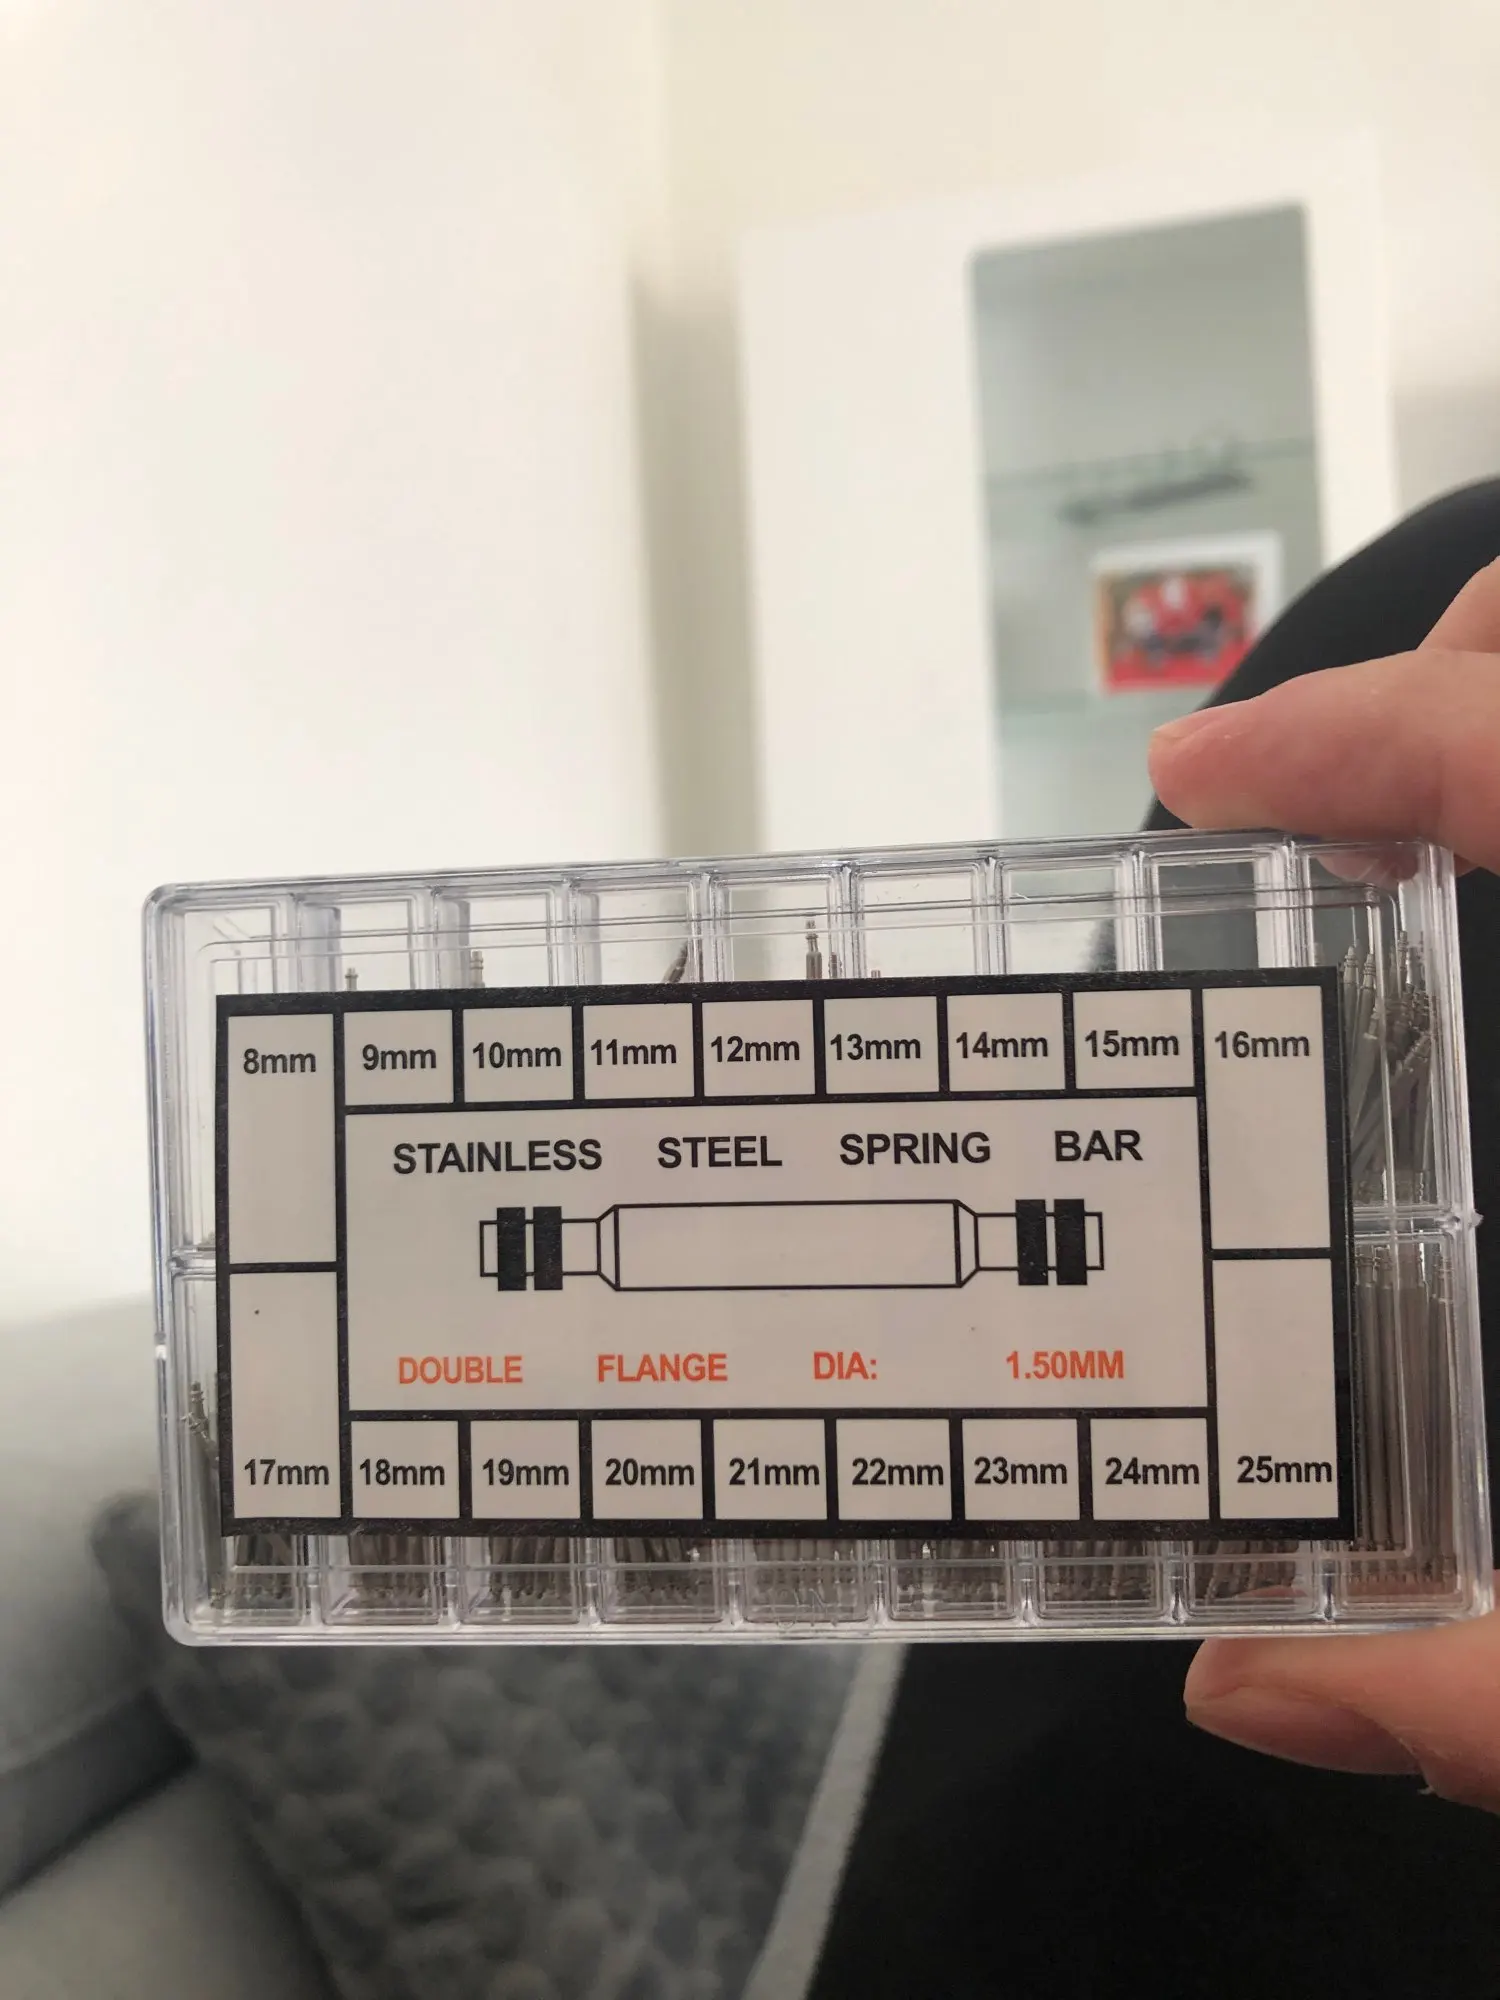 8mm 9mm 10mm 11mm 12mm 13mm 14mm 15mm 16mm
STAINLESS STEEL SPRING BAR
DOUBLE FLANGE DIA: 1.50MM
17mm 18mm 19mm 20mm 21mm 22mm 23mm 24mm 25mm